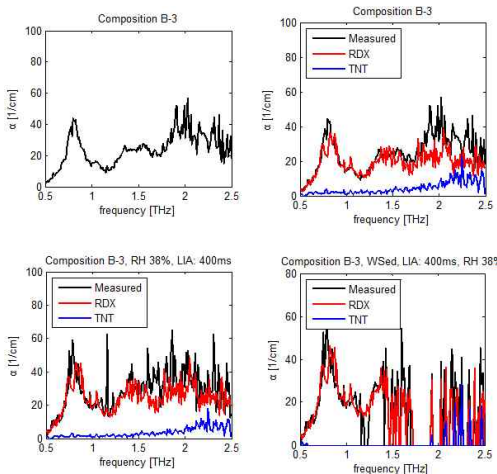 Composition B-3
100
80
60
40
20
0
α [1/cm]
0.5 1 1.5 2 2.5
frequency [THz]
Composition B-3
Measured
RDX
TNT
100
80
60
40
20
0
α [1/cm]
0.5 1 1.5 2 2.5
frequency [THz]
Composition B-3, RH 38%, LIA: 400ms
Measured
RDX
TNT
100
80
60
40
20
0
α [1/cm]
0.5 1 1.5 2 2.5
frequency [THz]
Composition B-3, WSed, LIA: 400ms, RH 38%
Measured
RDX
TNT
80
60
40
20
0
α [1/cm]
0.5 1 1.5 2 2.5
frequency [THz]